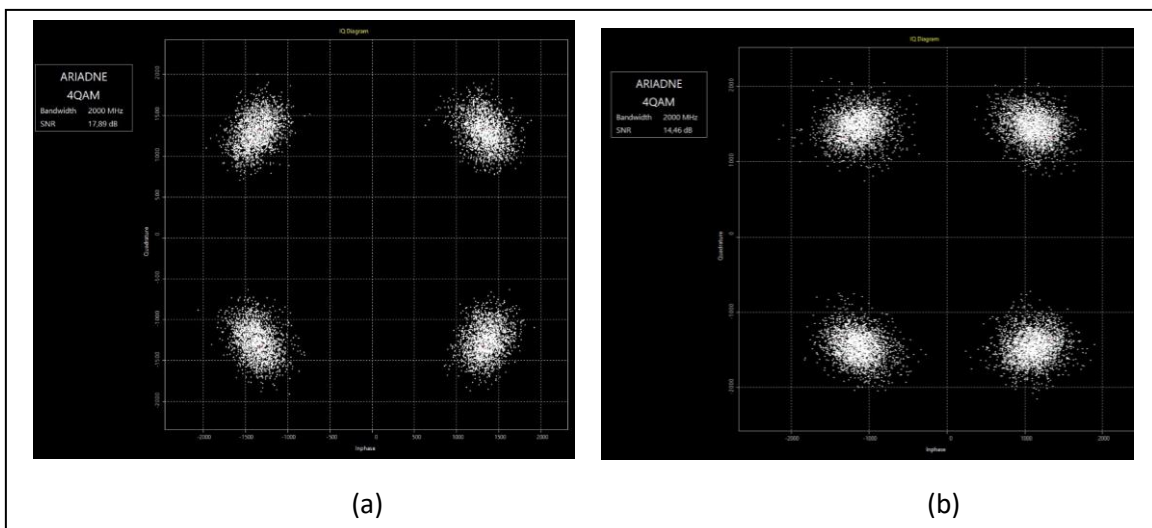 IQ Diagram
ARIADNE
4QAM
Bandwidth 2000 MHz
SNR 17,89 dB
2000
1500
1000
500
0
-500
-1000
-1500
-2000
Quadrature
-2000 -1500 -1000 -500 0 500 1000 1500 2000
Inphase
(a)
IQ Diagram
ARIADNE
4QAM
Bandwidth 2000 MHz
SNR 14,46 dB
2000
1000
0
-1000
-2000
Quadrature
-2000 -1000 0 1000 2000
Inphase
(b)